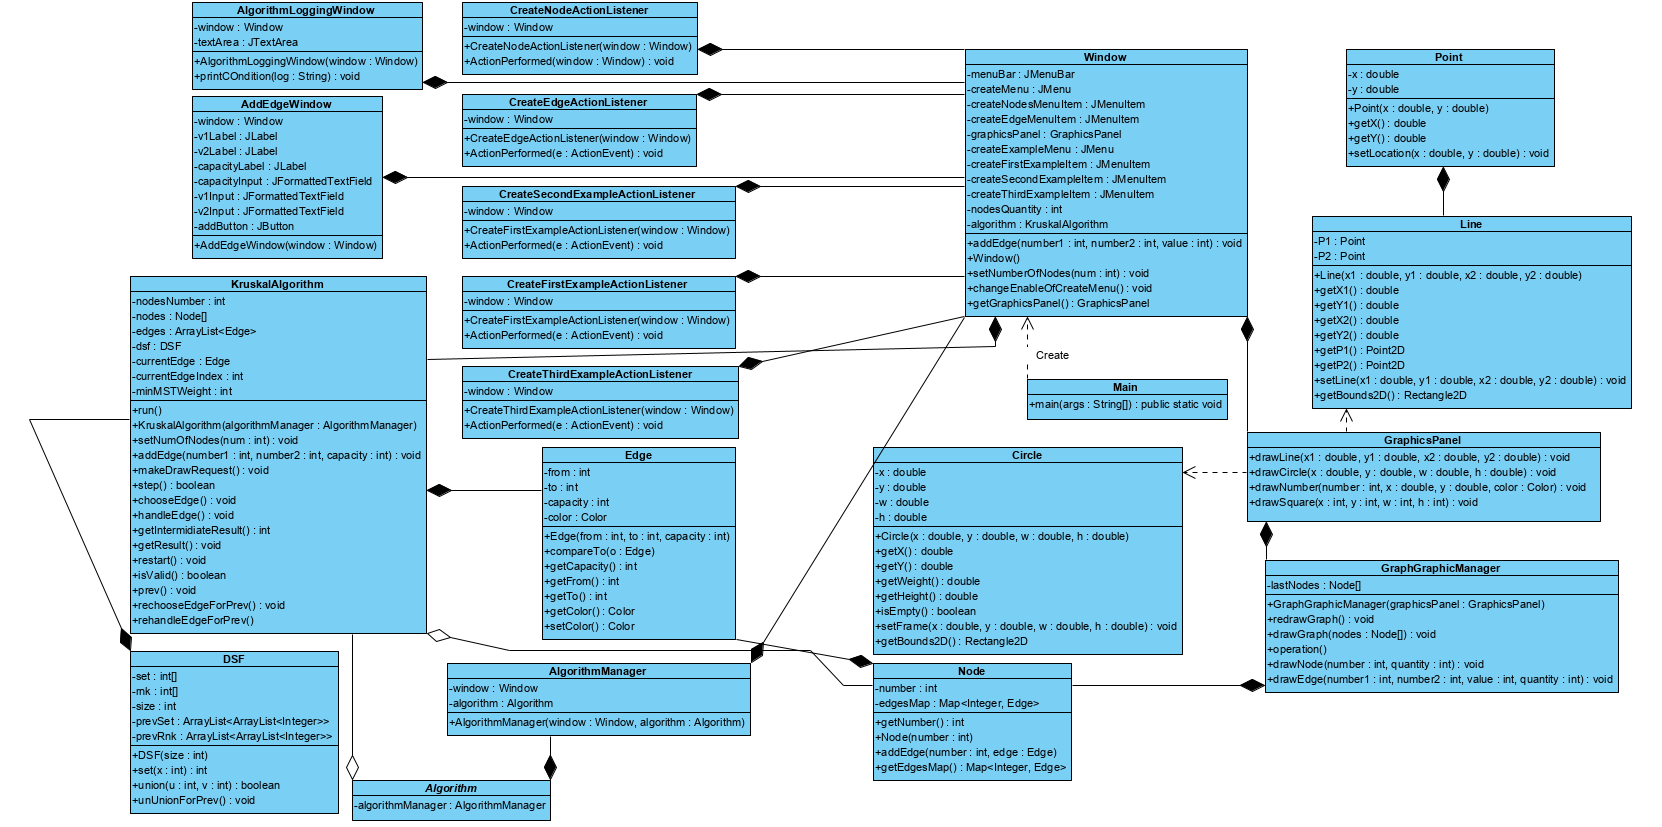 AlgorithmLoggingWindow
-window : Window
-textArea : JTextArea
+AlgorithmLoggingWindow(window : Window)
+printCOndition(log : String) : void
CreateNodeActionListener
-window : Window
+CreateNodeActionListener(window : Window)
+ActionPerformed(window : Window) : void
AddEdgeWindow
-window : Window
-v1Label : JLabel
-v2Label : JLabel
-capacityLabel : JLabel
-capacityInput : JFormattedTextField
-v1Input : JFormattedTextField
-v2Input : JFormattedTextField
-addButton : JButton
+AddEdgeWindow(window : Window)
CreateEdgeActionListener
-window : Window
+CreateEdgeActionListener(window : Window)
+ActionPerformed(e : ActionEvent) : void
CreateSecondExampleActionListener
-window : Window
+CreateFirstExampleActionListener(window : Window)
+ActionPerformed(e : ActionEvent) : void
CreateFirstExampleActionListener
-window : Window
+CreateFirstExampleActionListener(window : Window)
+ActionPerformed(e : ActionEvent) : void
CreateThirdExampleActionListener
-window : Window
+CreateThirdExampleActionListener(window : Window)
+ActionPerformed(e : ActionEvent) : void
Window
-menuBar : JMenuBar
-createMenu : JMenu
-createNodesMenuItem : JMenuItem
-createEdgeMenuItem : JMenuItem
-graphicsPanel : GraphicsPanel
-createExampleMenu : JMenu
-createFirstExampleItem : JMenuItem
-createSecondExampleItem : JMenuItem
-createThirdExampleItem : JMenuItem
-nodesQuantity : int
-algorithm : KruskalAlgorithm
+addEdge(number1 : int, number2 : int, value : int) : void
+Window()
+setNumberOfNodes(num : int) : void
+changeEnableOfCreateMenu() : void
+getGraphicsPanel() : GraphicsPanel
Point
-x : double
-y : double
+Point(x : double, y : double)
+getX() : double
+getY() : double
+setLocation(x : double, y : double) : void
Line
-P1 : Point
-P2 : Point
+Line(x1 : double, y1 : double, x2 : double, y2 : double)
+getX1() : double
+getY1() : double
+getX2() : double
+getY2() : double
+getP1() : Point2D
+getP2() : Point2D
+setLine(x1 : double, y1 : double, x2 : double, y2 : double) : void
+getBounds2D() : Rectangle2D
Create
Main
+main(args : String[]) : public static void
KruskalAlgorithm
-nodesNumber : int
-nodes : Node[]
-edges : ArrayList<Edge>
-dsf : DSF
-currentEdge : Edge
-currentEdgeIndex : int
-minMSTWeight : int
+run()
+KruskalAlgorithm(algorithmManager : AlgorithmManager)
+setNumOfNodes(num : int) : void
+addEdge(number1 : int, number2 : int, capacity : int) : void
+makeDrawRequest() : void
+step() : boolean
+chooseEdge() : void
+handleEdge() : void
+getIntermidiateResult() : int
+getResult() : void
+restart() : void
+isValid() : boolean
+prev() : void
+rechooseEdgeForPrev() : void
+rehandleEdgeForPrev()
Edge
-from : int
-to : int
-capacity : int
-color : Color
+Edge(from : int, to : int, capacity : int)
+compareTo(o : Edge)
+getCapacity() : int
+getFrom() : int
+getTo() : int
+getColor() : Color
+setColor() : Color
Circle
-x : double
-y : double
-w : double
-h : double
+Circle(x : double, y : double, w : double, h : double)
+getX() : double
+getY() : double
+getWeight() : double
+getHeight() : double
+isEmpty() : boolean
+setFrame(x : double, y : double, w : double, h : double) : void
+getBounds2D() : Rectangle2D
GraphicsPanel
+drawLine(x1 : double, y1 : double, x2 : double, y2 : double) : void
+drawCircle(x : double, y : double, w : double, h : double) : void
+drawNumber(number : int, x : double, y : double, color : Color) : void
+drawSquare(x : int, y : int, w : int, h : int) : void
GraphGraphicManager
-lastNodes : Node[]
+GraphGraphicManager(graphicsPanel : GraphicsPanel)
+redrawGraph() : void
+drawGraph(nodes : Node[]) : void
+operation()
+drawNode(number : int, quantity : int) : void
+drawEdge(number1 : int, number2 : int, value : int, quantity : int) : void
DSF
-set : int[]
-rnk : int[]
-size : int
-prevSet : ArrayList<ArrayList<Integer>>
-prevRnk : ArrayList<ArrayList<Integer>>
+DSF(size : int)
+set(x : int) : int
+union(u : int, v : int) : boolean
+unUnionForPrev() : void
AlgorithmManager
-window : Window
-algorithm : Algorithm
+AlgorithmManager(window : Window, algorithm : Algorithm)
Node
-number : int
-edgesMap : Map<Integer, Edge>
+getNumber() : int
+Node(number : int)
+addEdge(number : int, edge : Edge)
+getEdgesMap() : Map<Integer, Edge>
Algorithm
-algorithmManager : AlgorithmManager